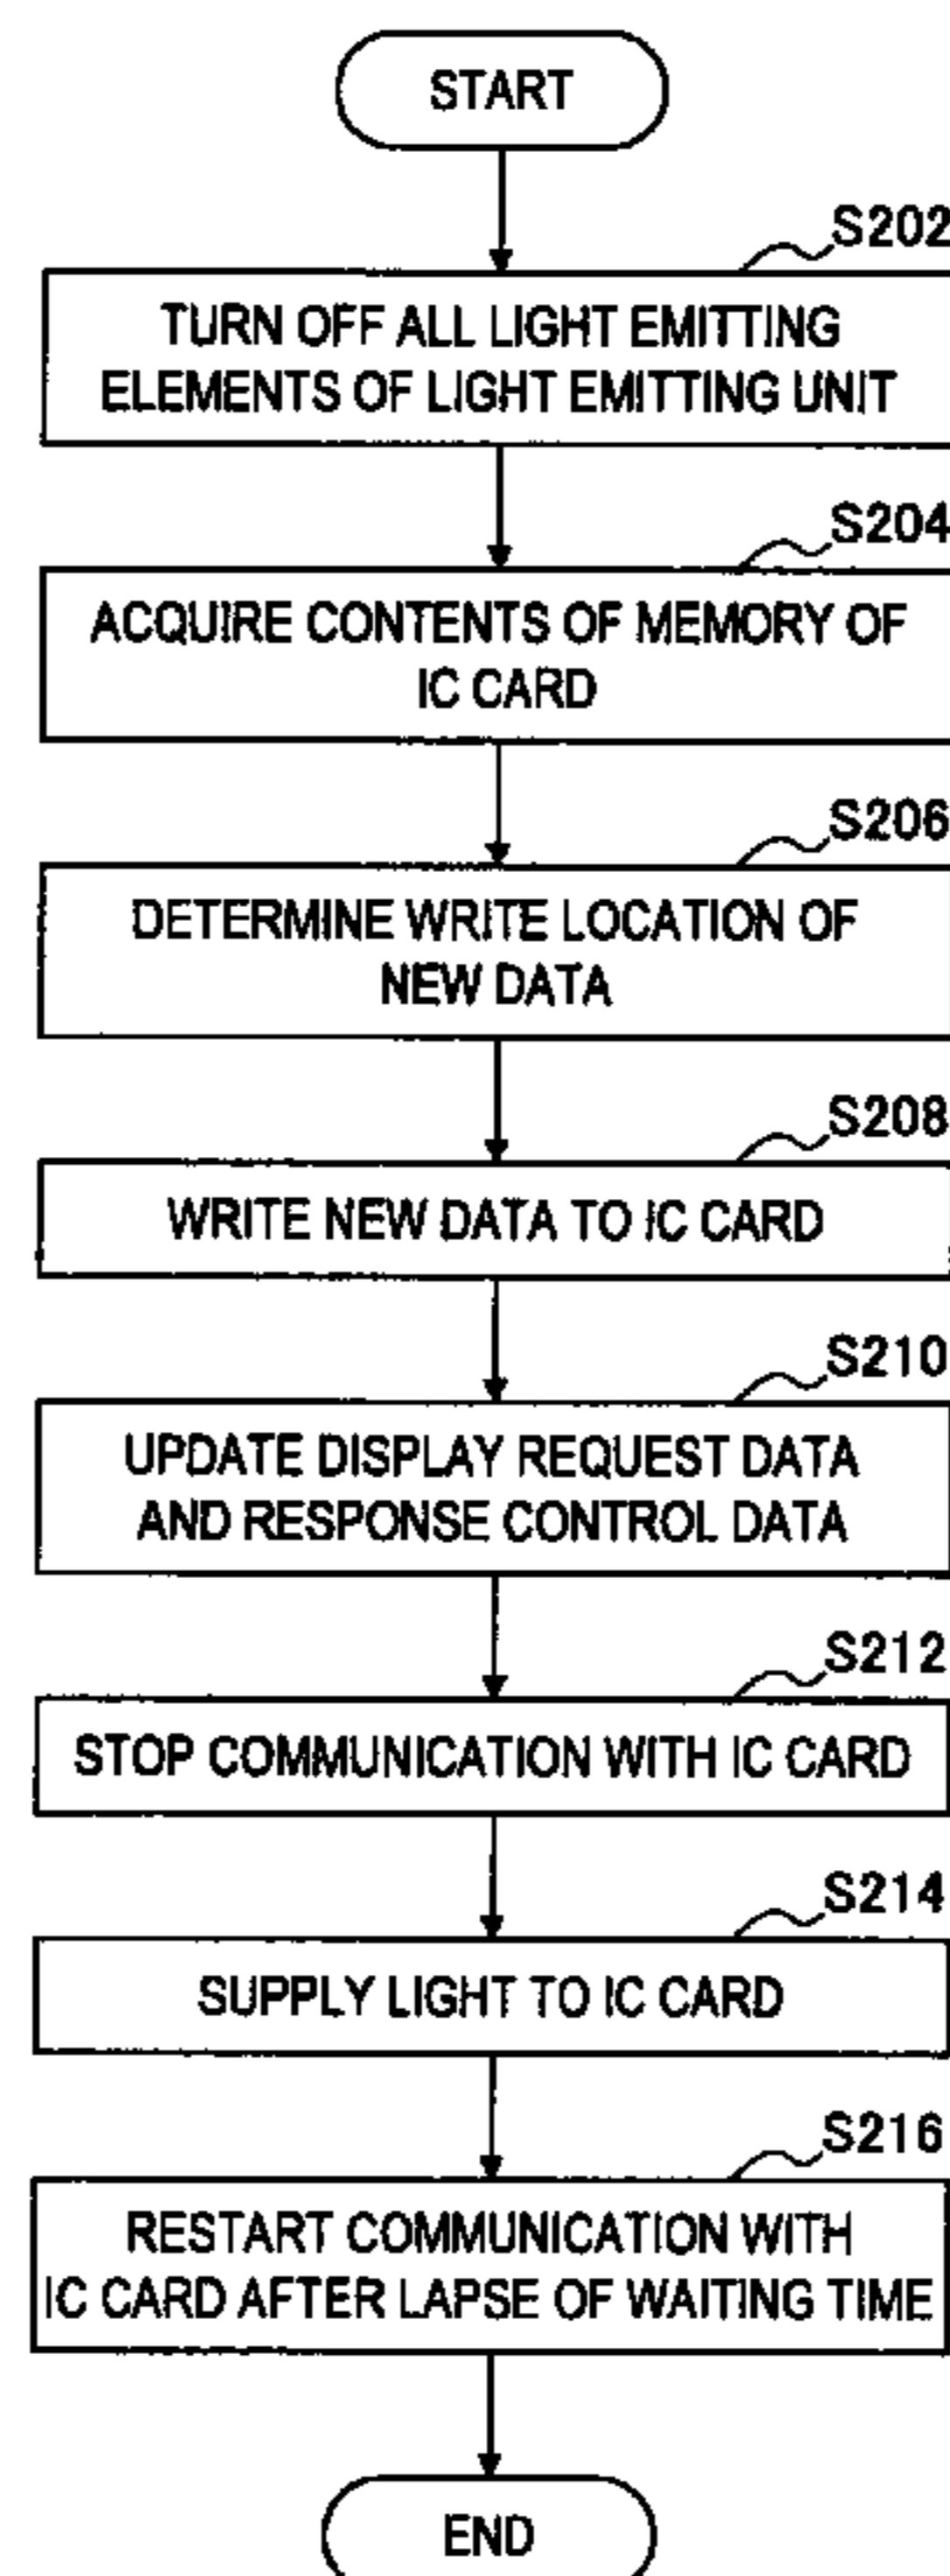 START
S202
TURN OFF ALL LIGHT EMITTING
ELEMENTS OF LIGHT EMITTING UNIT
S204
ACQUIRE CONTENTS OF MEMORY OF
IC CARD
S206
DETERMINE WRITE LOCATION OF
NEW DATA
S208
WRITE NEW DATA TO IC CARD
S210
UPDATE DISPLAY REQUEST DATA
AND RESPONSE CONTROL DATA
S212
STOP COMMUNICATION WITH IC CARD
S214
SUPPLY LIGHT TO IC CARD
S216
RESTART COMMUNICATION WITH
IC CARD AFTER LAPSE OF WAITING TIME
END